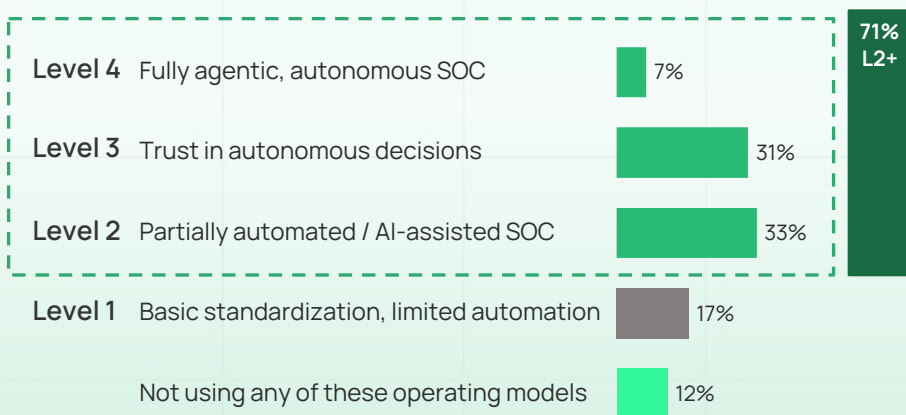 Level 4 Fully agentic, autonomous SOC 7%
Level 3 Trust in autonomous decisions 31%
Level 2 Partially automated / AI-assisted SOC 33%
Level 1 Basic standardization, limited automation 17%
Not using any of these operating models 12%
71%
L2+